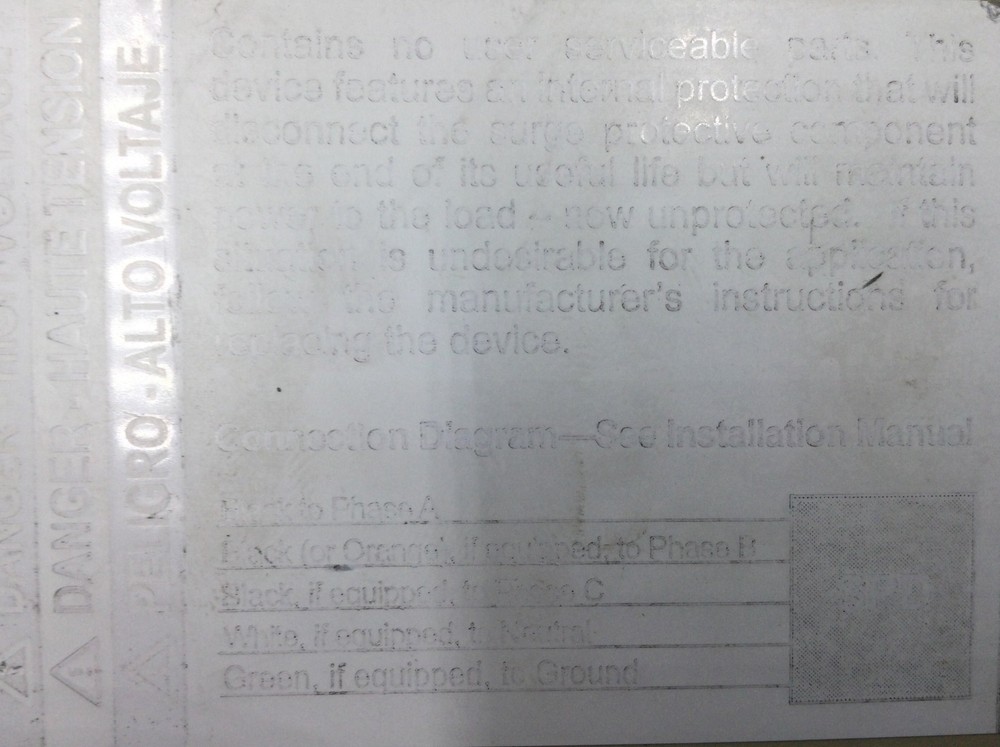 DANGER - HIGH VOLTAGE
DANGER - HAUTE TENSION
PELIGRO - ALTO VOLTAJE
Contains no user serviceable parts. This
device features an internal protection that will
disconnect the surge protective component
at the end of its useful life but will maintain
power to the load – now unprotected. If this
situation is undesirable for the application,
follow the manufacturer's instructions for
replacing the device.
Connection Diagram—See Installation Manual
Black to Phase A
Black (or Orange), if equipped, to Phase B
Black, if equipped, to Phase C
White, if equipped, to Neutral
Green, if equipped, to Ground